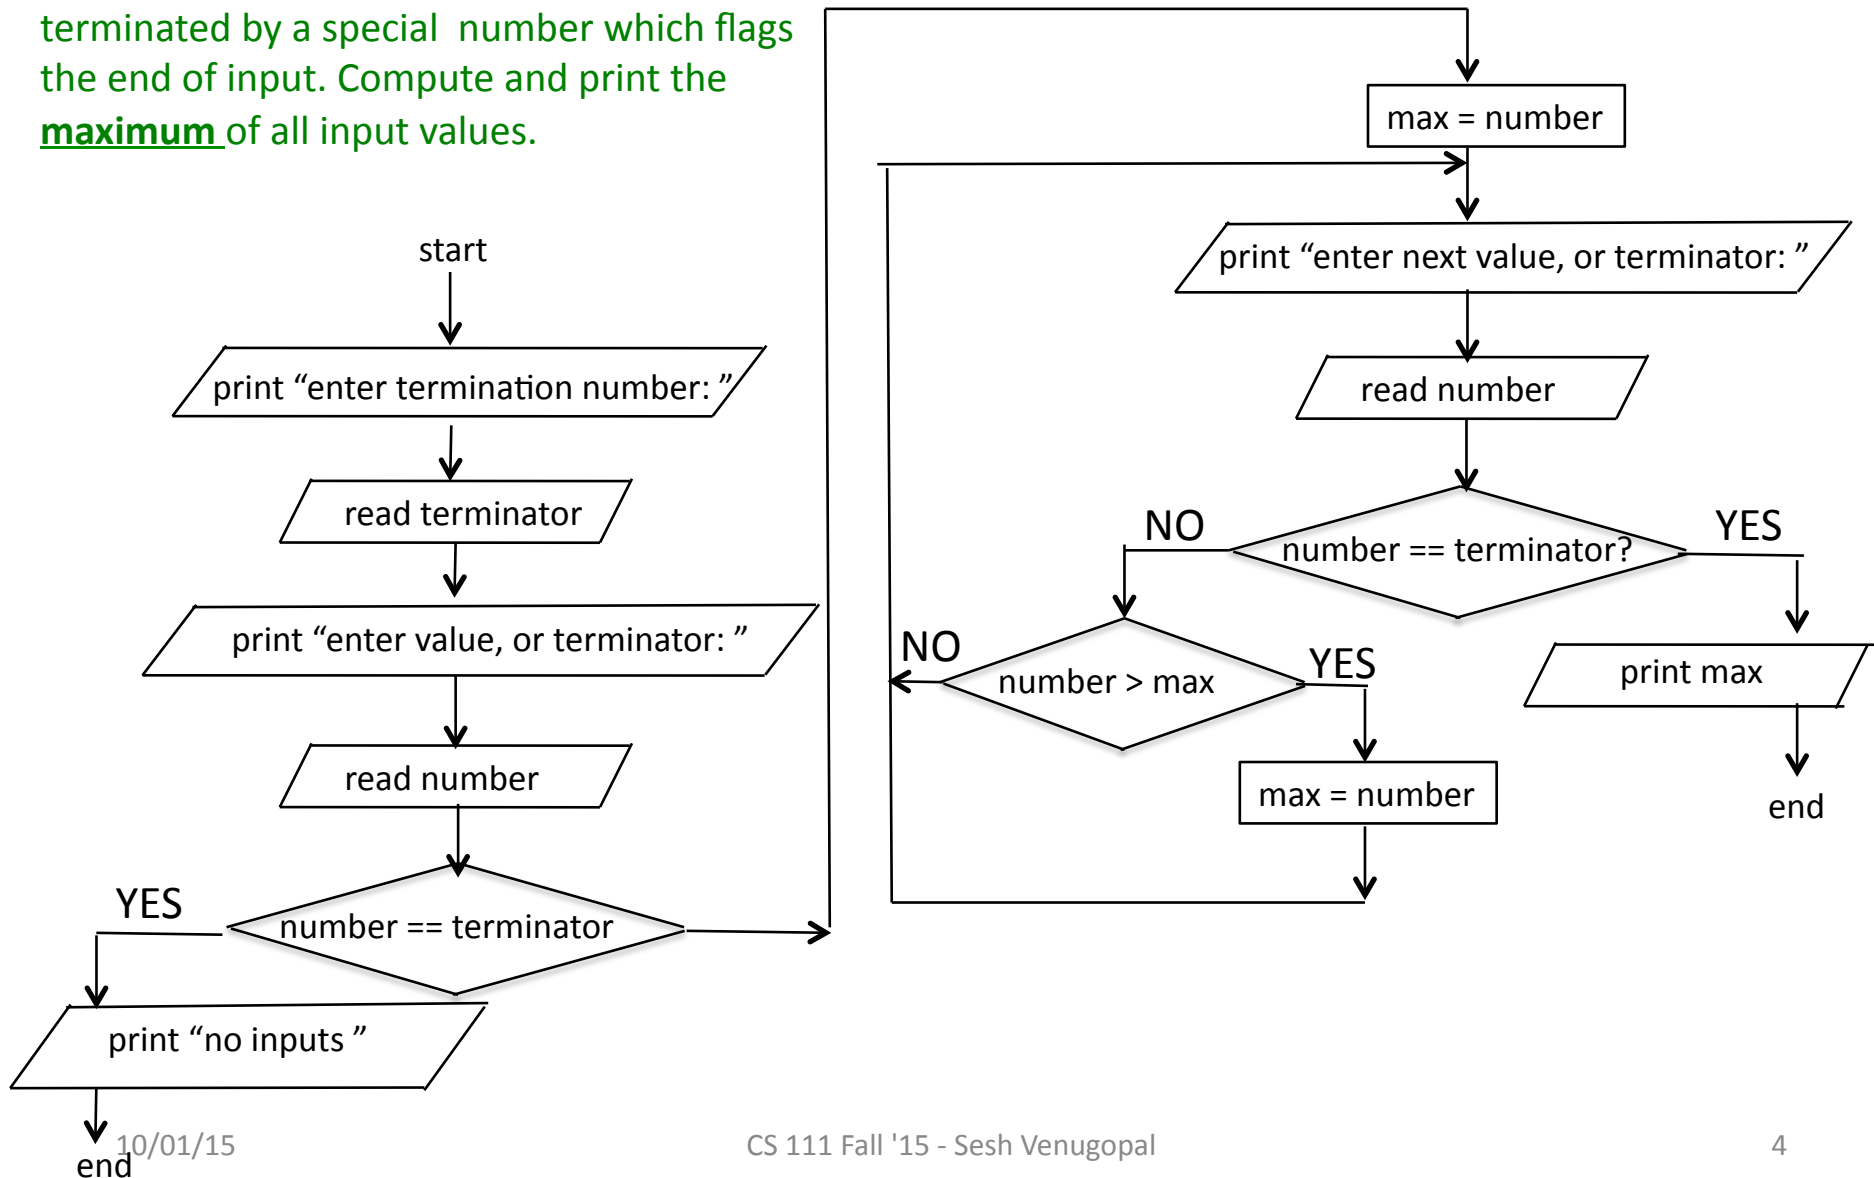 terminated by a special number which flags
the end of input. Compute and print the
maximum of all input values.
start
print “enter termination number: ”
read terminator
print “enter value, or terminator: ”
read number
number == terminator
YES
print “no inputs ”
end
max = number
print “enter next value, or terminator: ”
read number
number == terminator?
NO
YES
number > max
NO
YES
max = number
print max
end
10/01/15
CS 111 Fall '15 - Sesh Venugopal
4